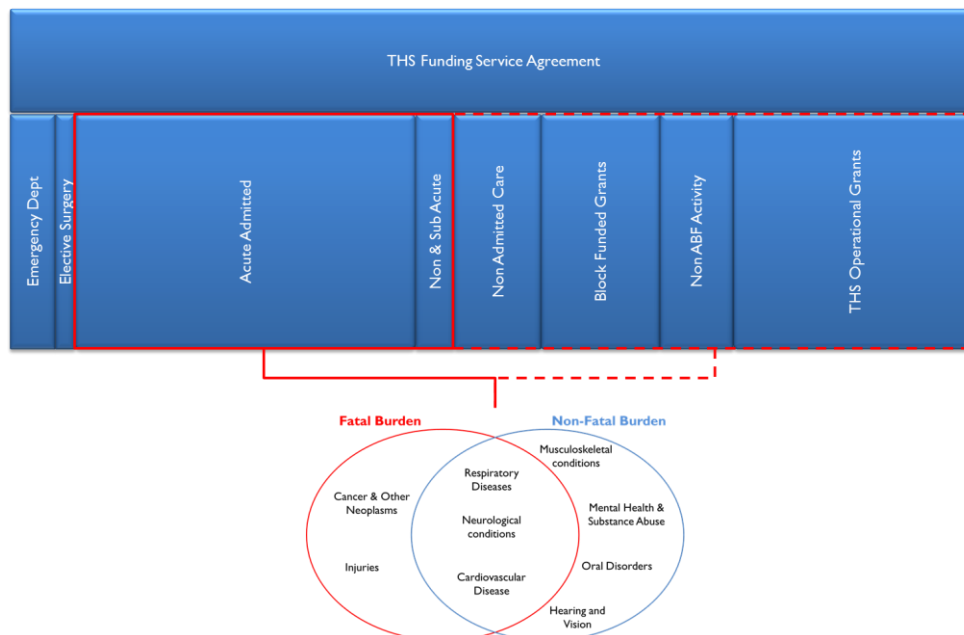 THS Funding Service Agreement
Emergency Dept
Elective Surgery
Acute Admitted
Non & Sub Acute
Non Admitted Care
Block Funded Grants
Non ABF Activity
THS Operational Grants
Fatal Burden
Non-Fatal Burden
Musculoskeletal
conditions
Respiratory
Diseases
Cancer & Other
Neoplasms
Mental Health &
Substance Abuse
Neurological
conditions
Injuries
Oral Disorders
Cardiovascular
Disease
Hearing and
Vision